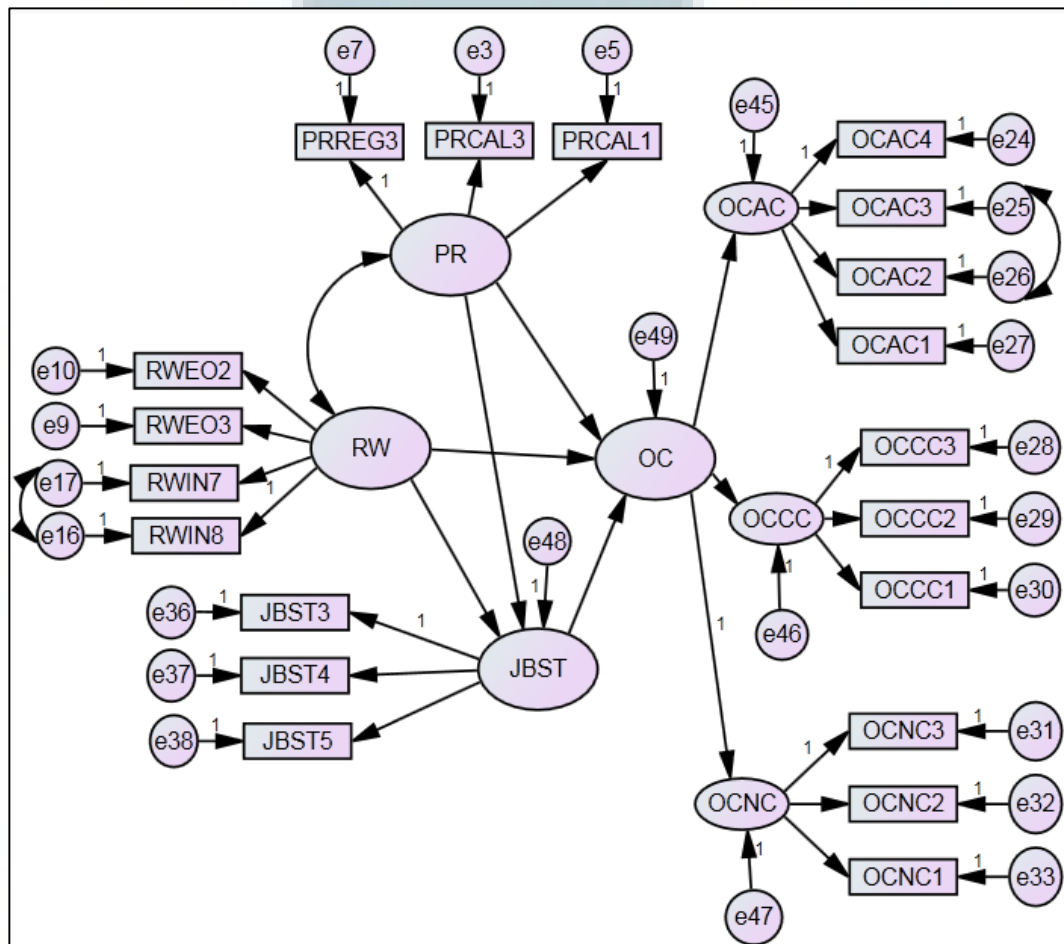 e7
e3
e5
1
1
1
PRREG3
PRCAL3
PRCAL1
1
PR
e45
1
OCAC
1
OCAC4
1
e24
OCAC3
1
e25
OCAC2
1
e26
OCAC1
1
e27
e10
1
RWEO2
e9
1
RWEO3
e17
1
RWIN7
e16
1
RWIN8
1
RW
e49
1
OC
1
OCCC3
1
e28
OCCC
OCCC2
1
e29
OCCC1
1
e30
1
e46
e48
1
e36
1
JBST3
1
e37
1
JBST4
JBST
e38
1
JBST5
1
1
OCNC3
1
e31
OCNC
OCNC2
1
e32
OCNC1
1
e33
1
e47